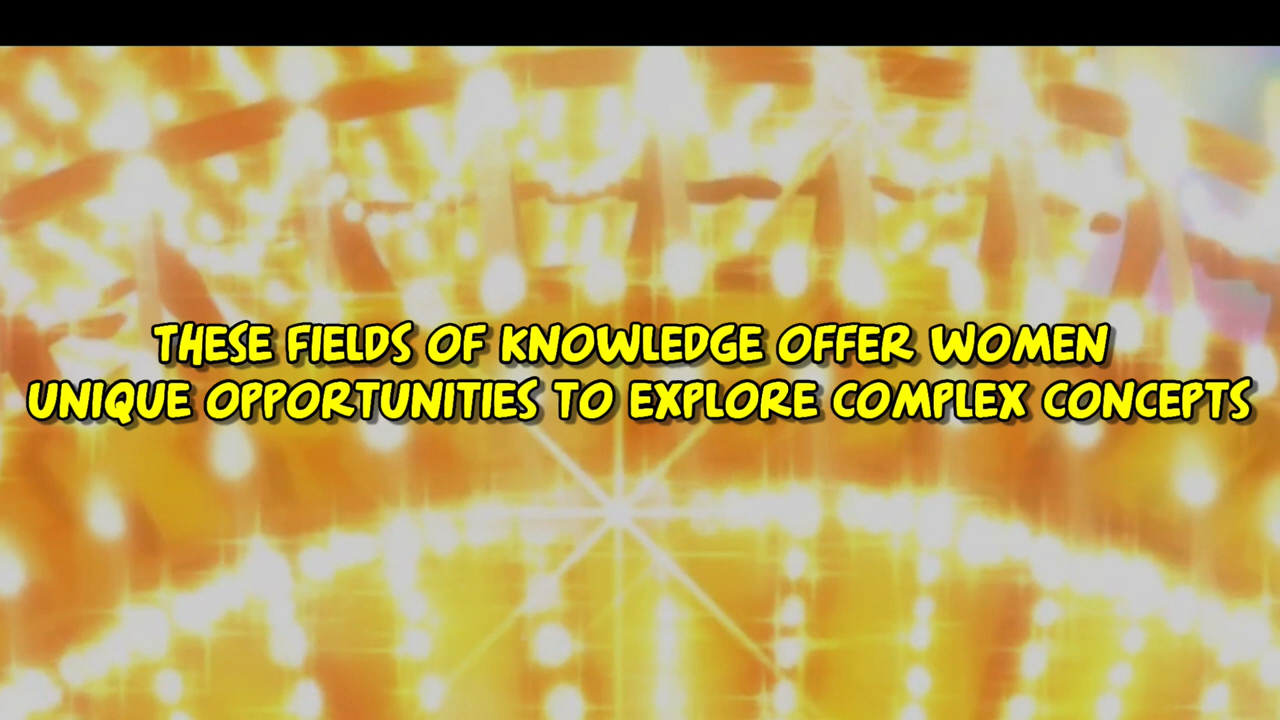 THESE FIELDS OF KNOWLEDGE OFFER WOMEN
UNIQUE OPPORTUNITIES TO EXPLORE COMPLEX CONCEPTS